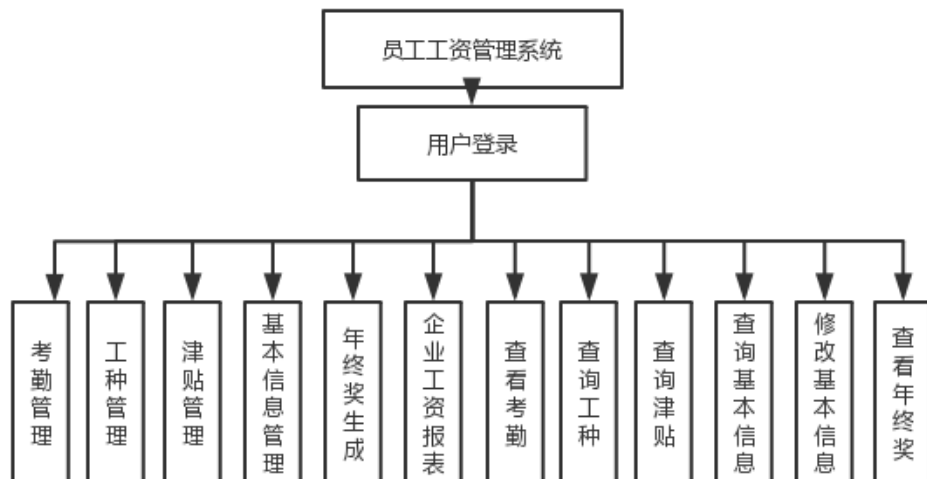 员工工资管理系统
用户登录
考勤管理
工种管理
津贴管理
基本信息管理
年终奖生成
企业工资报表
查看考勤
查询工种
查询津贴
查询基本信息
修改基本信息
查看年终奖